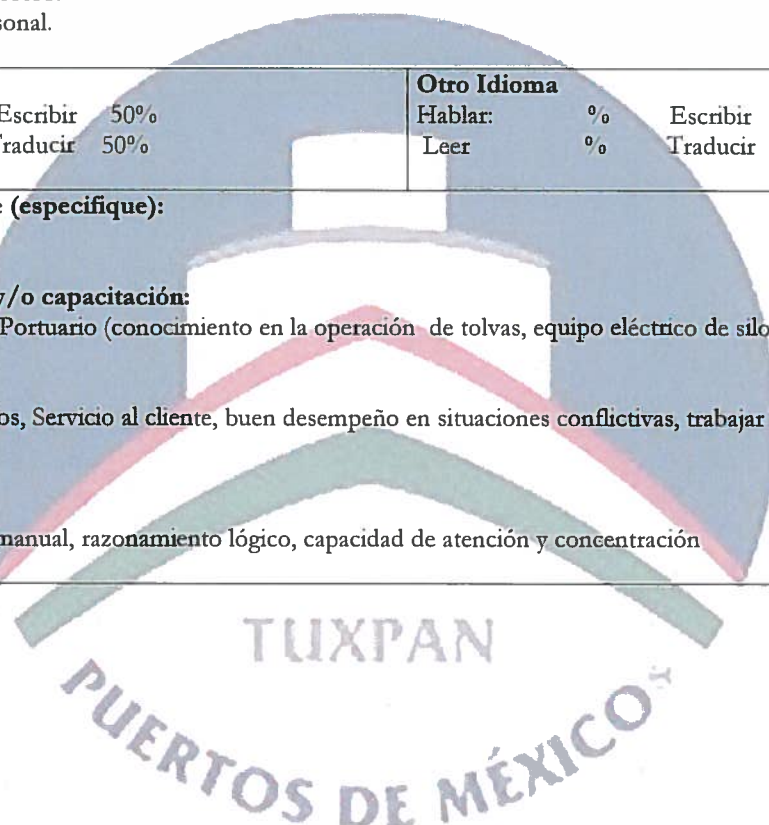 sonal.
Escribir 50%
Traducir 50%
Otro Idioma
Hablar: % Escribir
Leer % Traducir
(especifique):
y/o capacitación:
Portuario (conocimiento en la operación de tolvas, equipo eléctrico de silo
os, Servicio al cliente, buen desempeño en situaciones conflictivas, trabajar
manual, razonamiento lógico, capacidad de atención y concentración
TUXPAN
PUERTOS DE MÉXICO